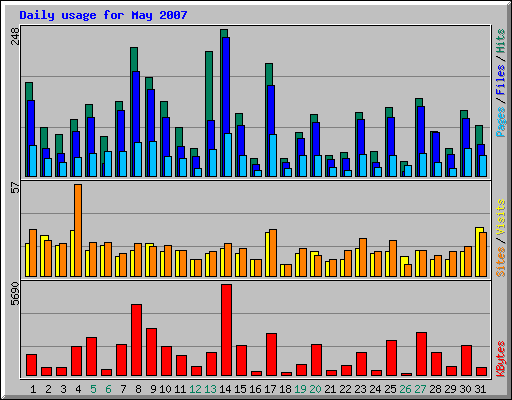 Daily usage for May 2007
248
Pages / Files / Hits
57
Sites / Visits
5690
KBytes
1 2 3 4 5 6 7 8 9 10 11 12 13 14 15 16 17 18 19 20 21 22 23 24 25 26 27 28 29 30 31